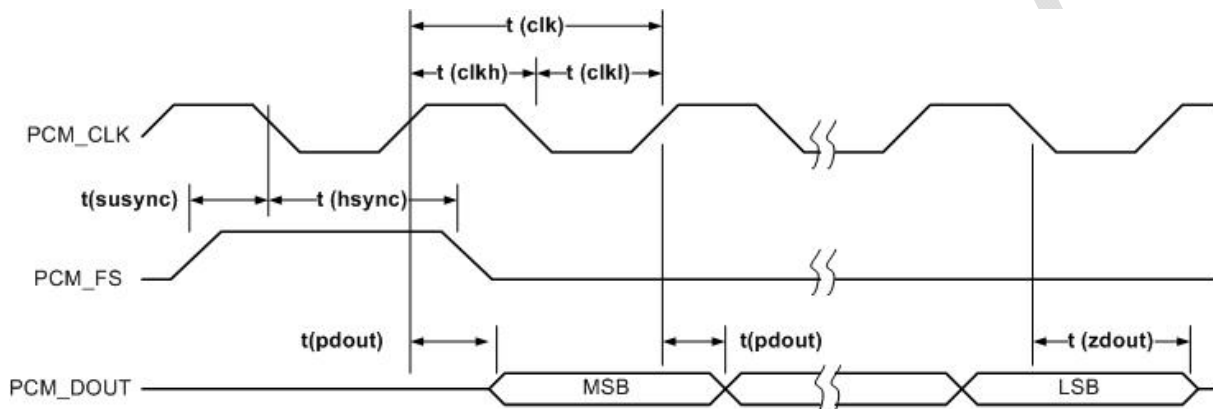 t (clk)
t (clkh) t (clkl)
PCM_CLK
t(susync) t (hsync)
PCM_FS
t(pdout) t(pdout) t (zdout)
PCM_DOUT MSB LSB